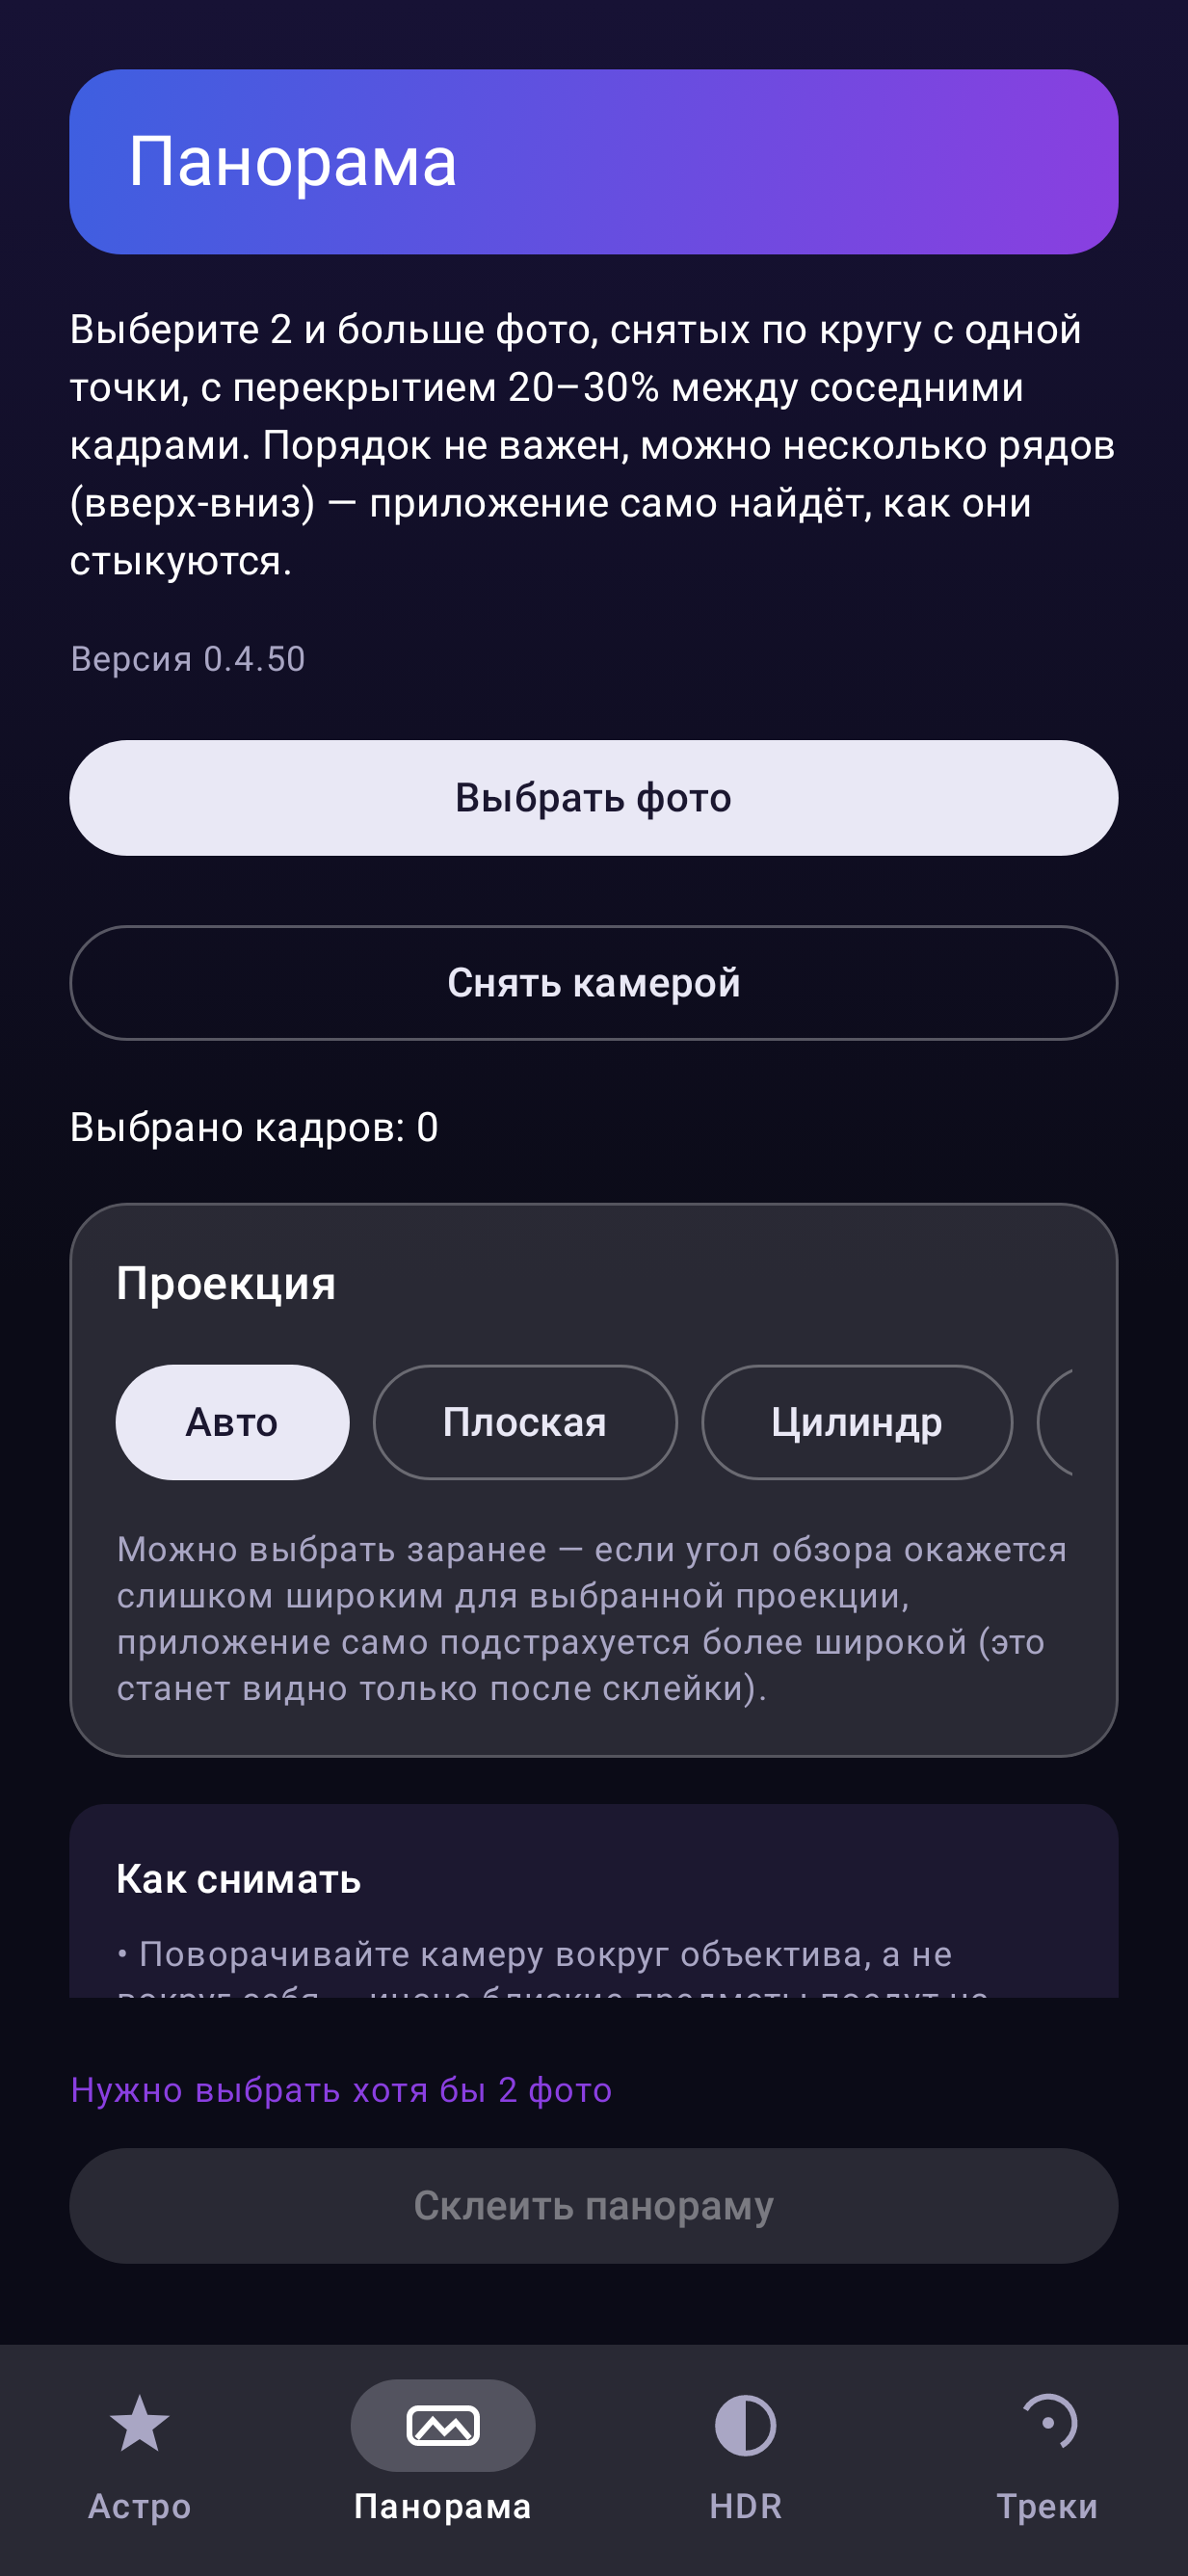 Панорама
Выберите 2 и больше фото, снятых по кругу с одной
точки, с перекрытием 20–30% между соседними
кадрами. Порядок не важен, можно несколько рядов
(вверх-вниз) — приложение само найдёт, как они
стыкуются.
Версия 0.4.50
Выбрать фото
Снять камерой
Выбрано кадров: 0
Проекция
Авто
Плоская
Цилиндр
Можно выбрать заранее — если угол обзора окажется
слишком широким для выбранной проекции,
приложение само подстрахуется более широкой (это
станет видно только после склейки).
Как снимать
• Поворачивайте камеру вокруг объектива, а не
Нужно выбрать хотя бы 2 фото
Склеить панораму
Астро
Панорама
HDR
Треки